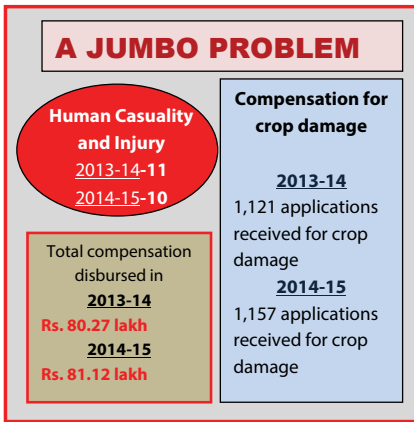 A JUMBO PROBLEM
Human Casuality
and Injury
2013-14-11
2014-15-10
Total compensation
disbursed in
2013-14
Rs. 80.27 lakh
2014-15
Rs. 81.12 lakh
Compensation for
crop damage
2013-14
1,121 applications
received for crop
damage
2014-15
1,157 applications
received for crop
damage